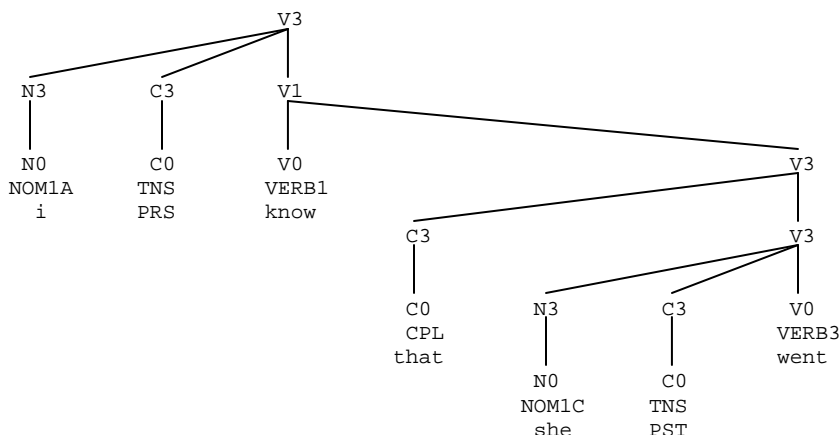 V3
N3 C3 V1
N0 C0 V0 V3
NOM1A TNS VERB1
i PRS know
C3 V3
C0 N3 C3 V0
CPL VERB3
that went
N0 C0
NOM1C TNS
she PST